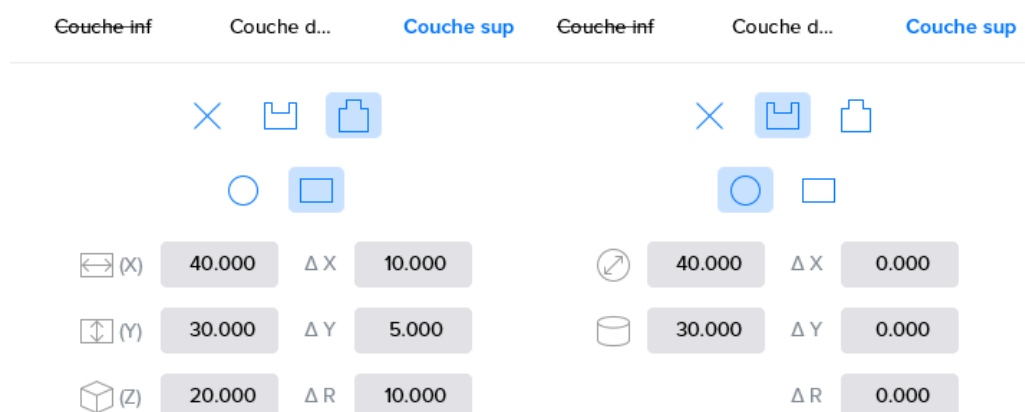 Couche inf Couche d... Couche sup Couche inf Couche d... Couche sup
(X) 40.000 Δ X 10.000 40.000 Δ X 0.000
(Y) 30.000 Δ Y 5.000 30.000 Δ Y 0.000
(Z) 20.000 Δ R 10.000 Δ R 0.000